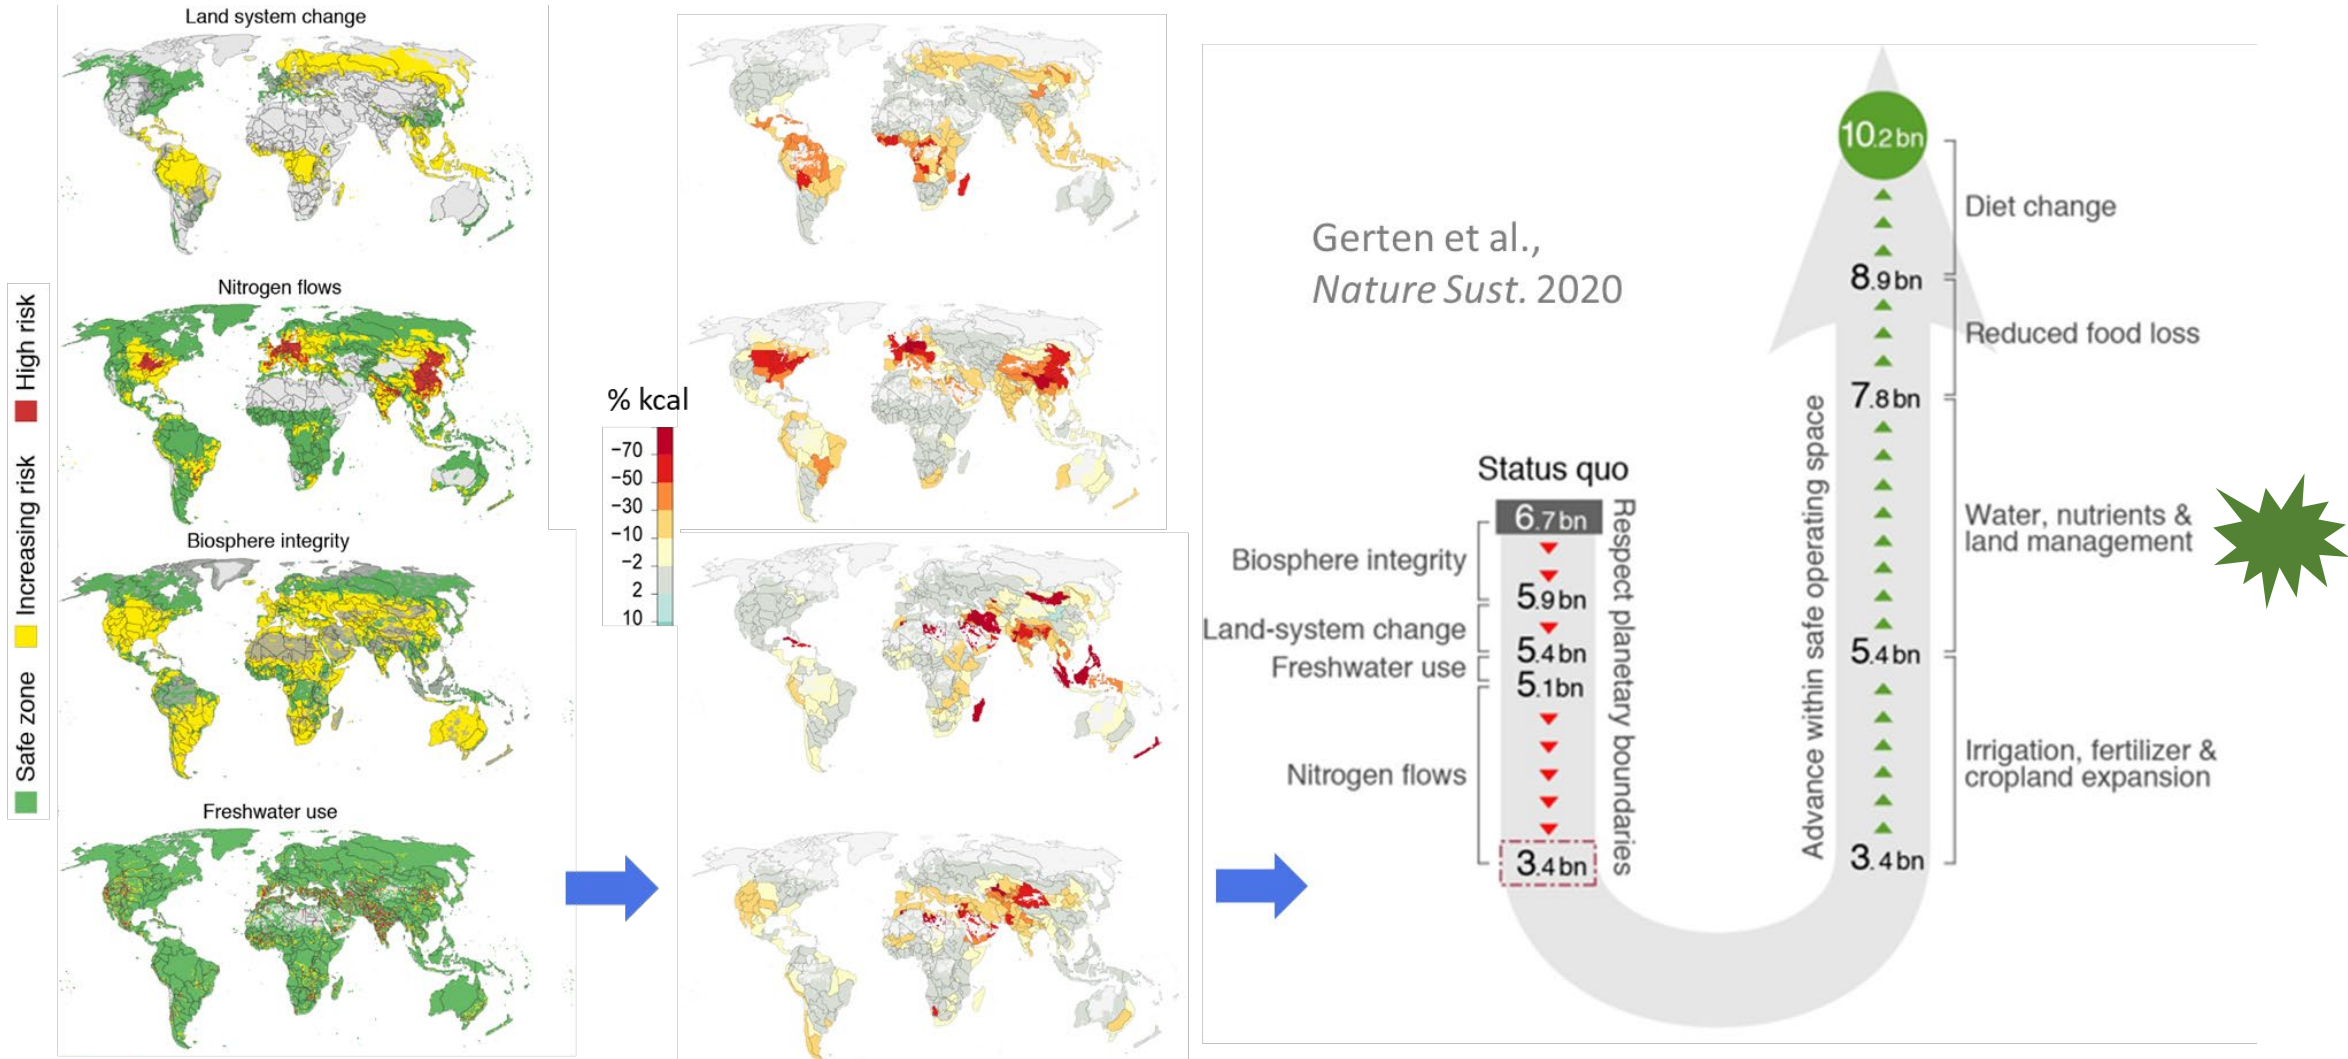 Land system change
Nitrogen flows
Biosphere integrity
Freshwater use
High risk
Increasing risk
Safe zone
% kcal
−70
−50
−30
−10
−2
2
10
Gerten et al.,
Nature Sust. 2020
Status quo
6.7bn
5.9bn
5.4bn
5.1bn
3.4bn
Biosphere integrity
Land-system change
Freshwater use
Nitrogen flows
Respect planetary boundaries
Advance within safe operating space
10.2bn
8.9bn
7.8bn
5.4bn
3.4bn
Diet change
Reduced food loss
Water, nutrients &
land management
Irrigation, fertilizer &
cropland expansion